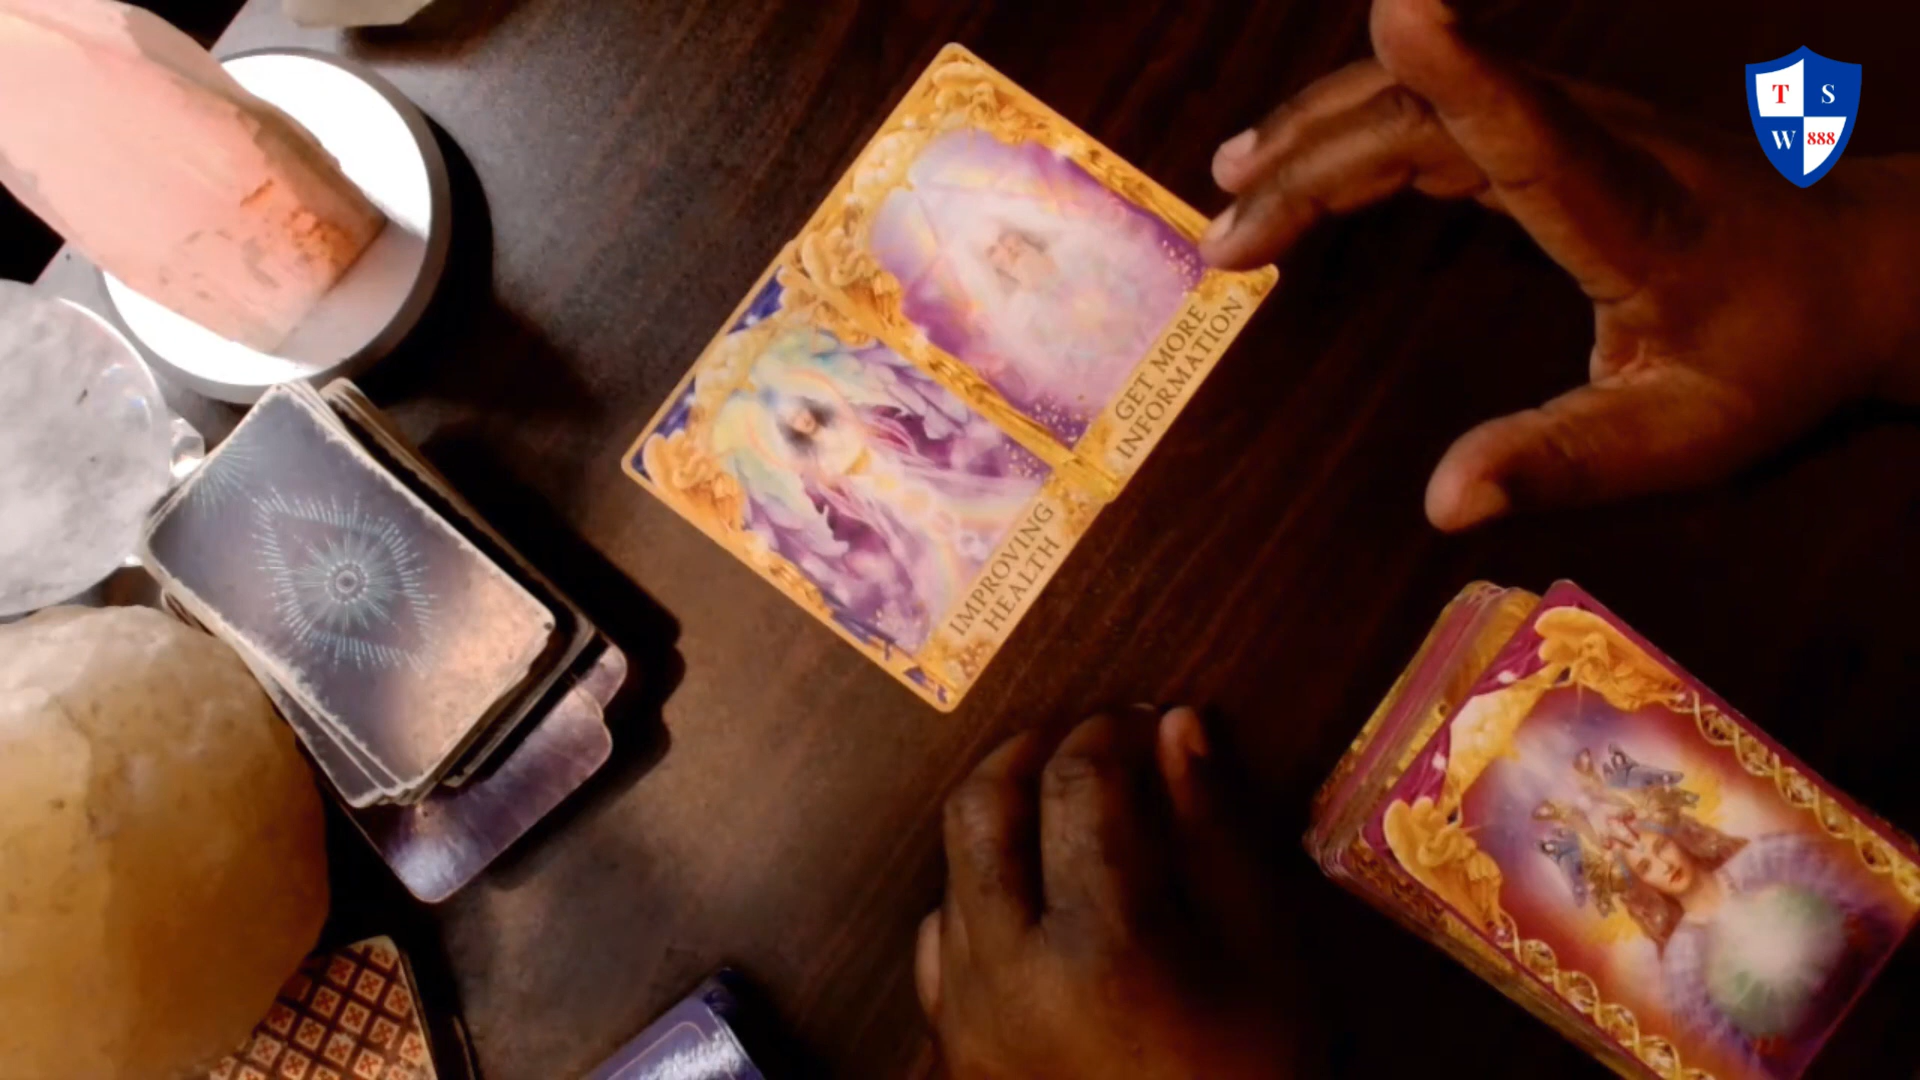 GET MORE
INFORMATION
IMPROVING
HEALTH
T S
W 888